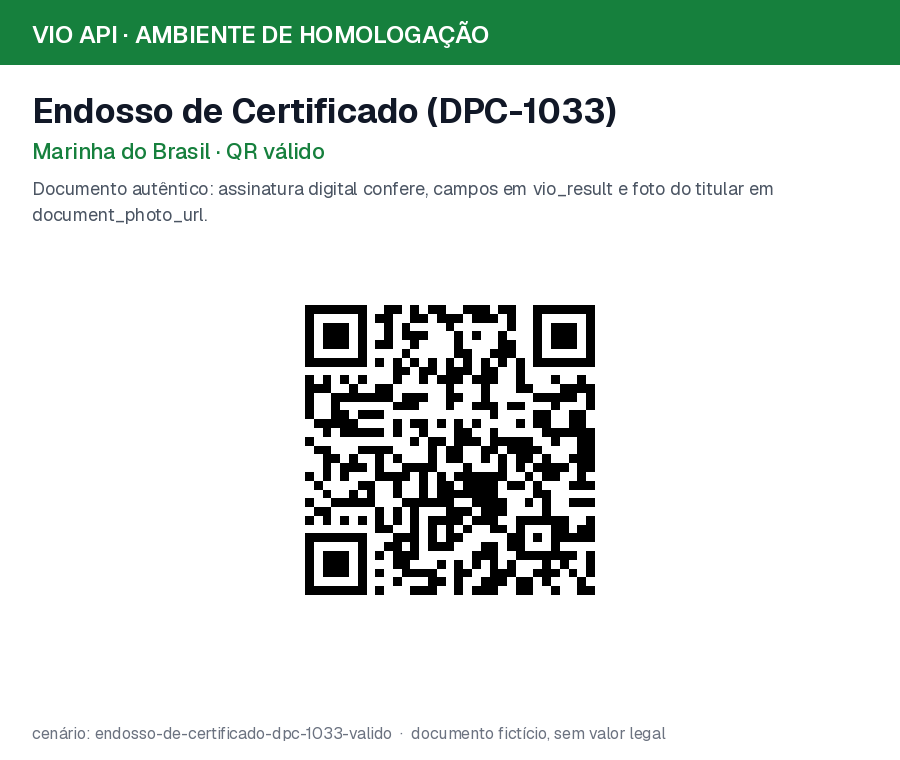 VIO API · AMBIENTE DE HOMOLOGAÇÃO
Endosso de Certificado (DPC-1033)
Marinha do Brasil · QR válido
Documento autêntico: assinatura digital confere, campos em vio_result e foto do titular em
document_photo_url.
cenário: endosso-de-certificado-dpc-1033-valido · documento fictício, sem valor legal